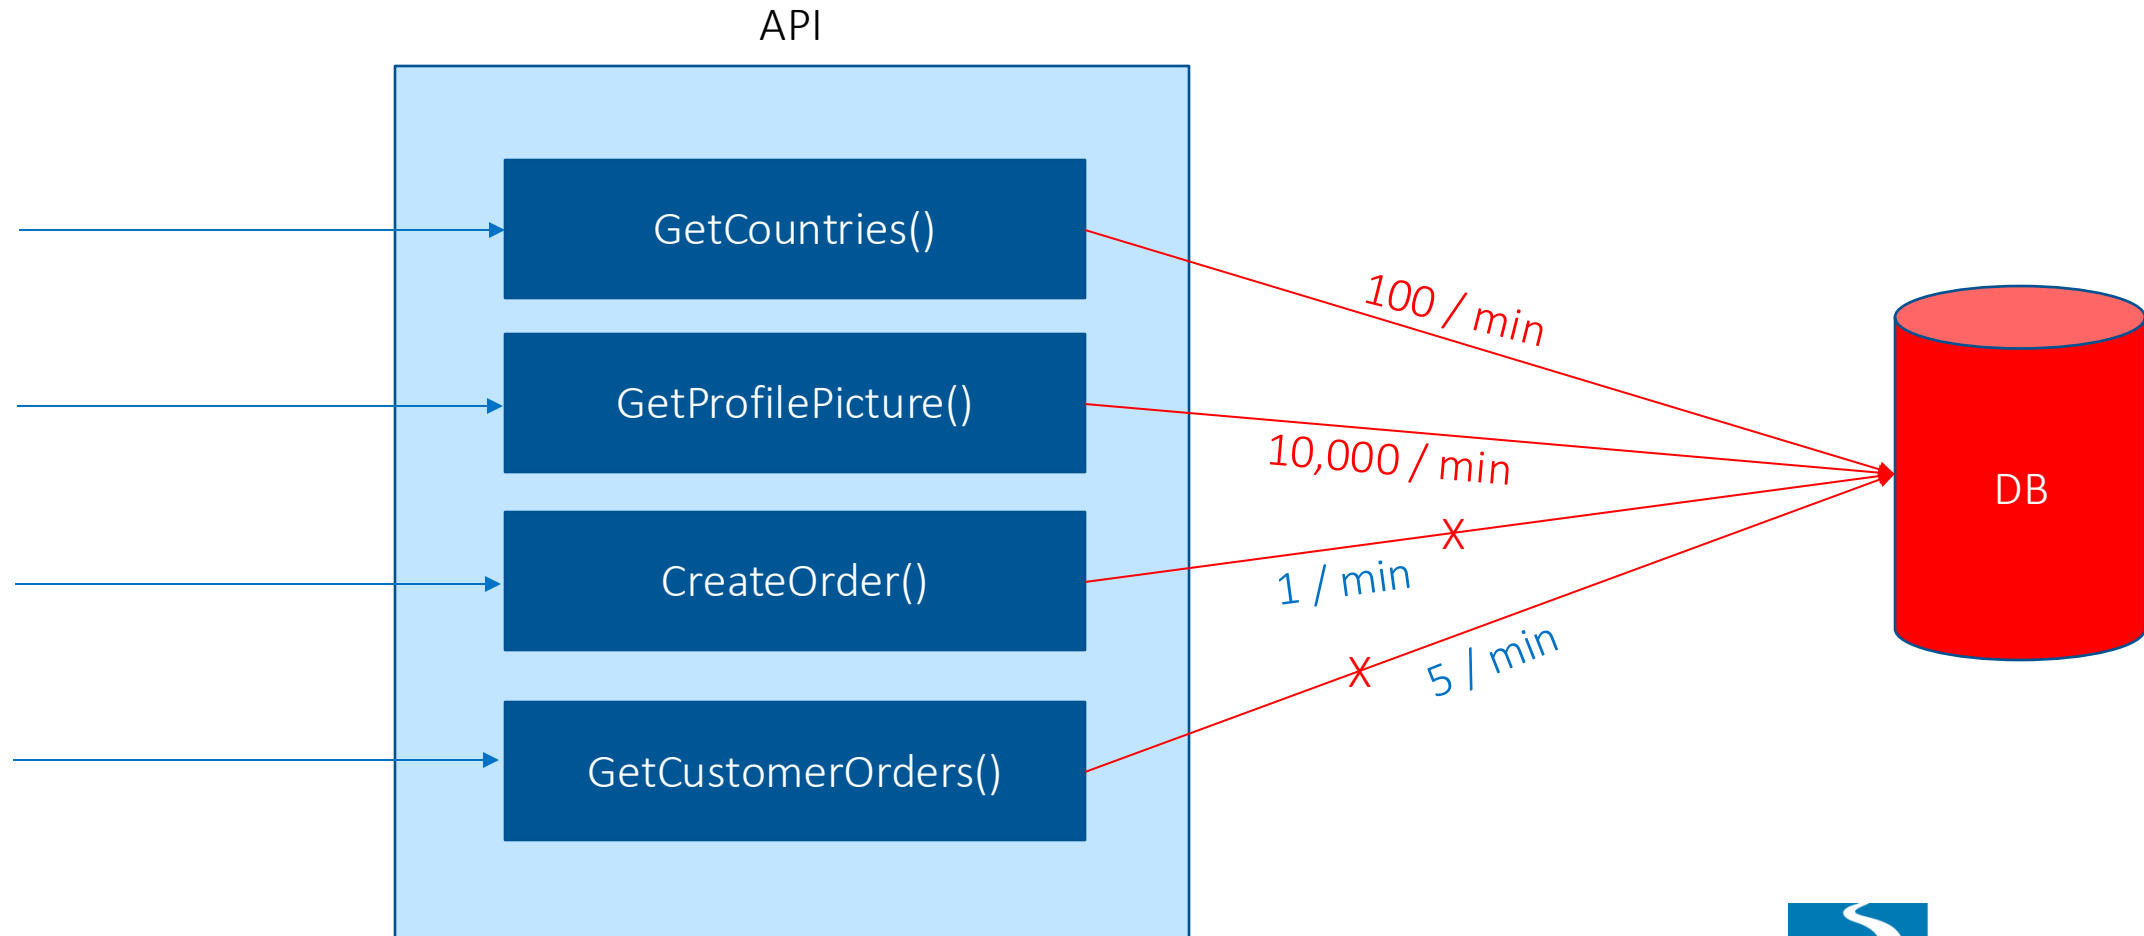 API
GetCountries()
100 / min
GetProfilePicture()
10,000 / min
DB
X
CreateOrder()
1 / min
5 / min
X
GetCustomerOrders()